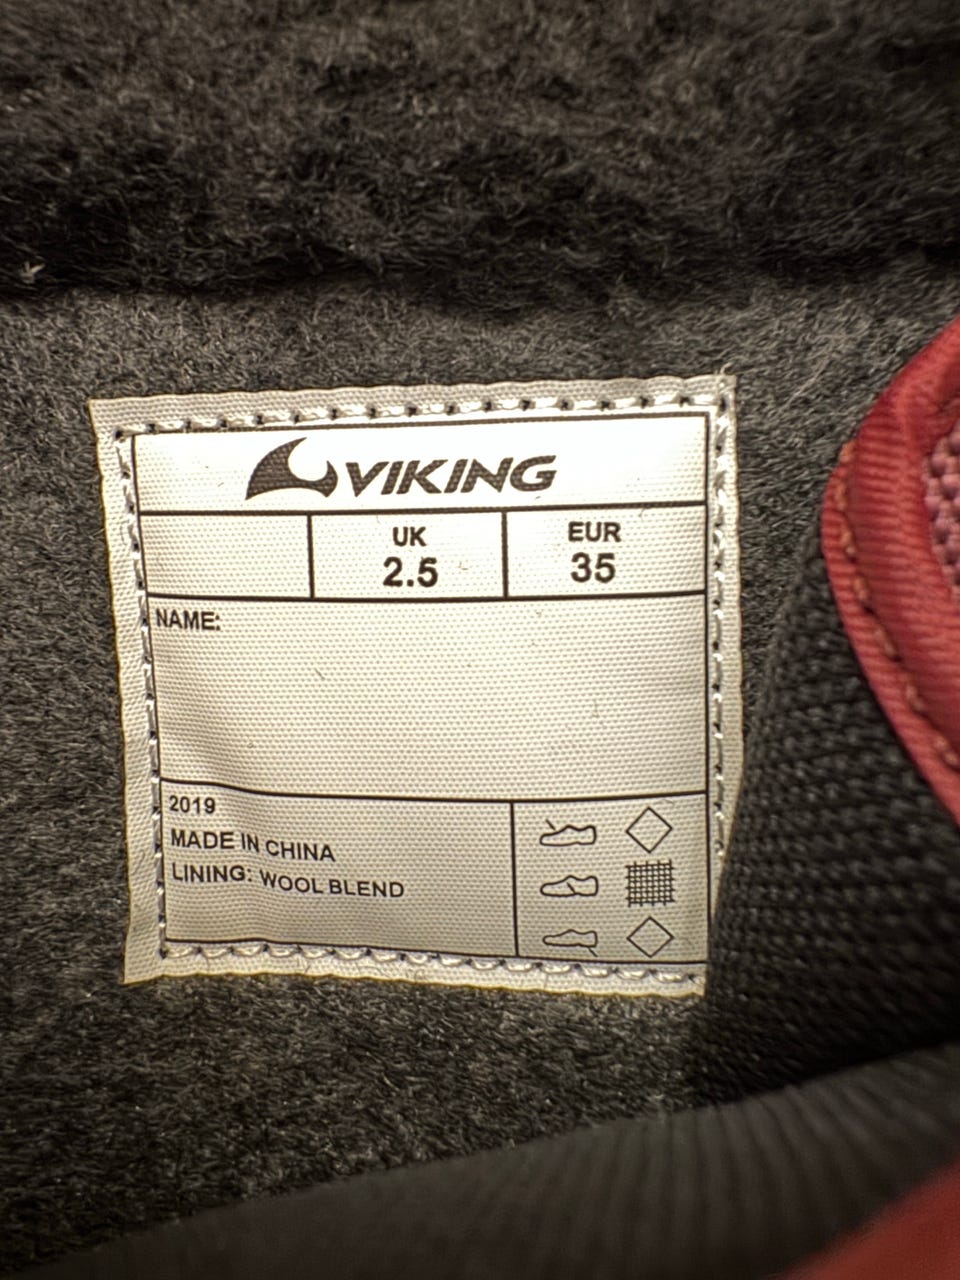 VIKING
UK EUR
2.5 35
NAME:
2019
MADE IN CHINA
LINING: WOOL BLEND